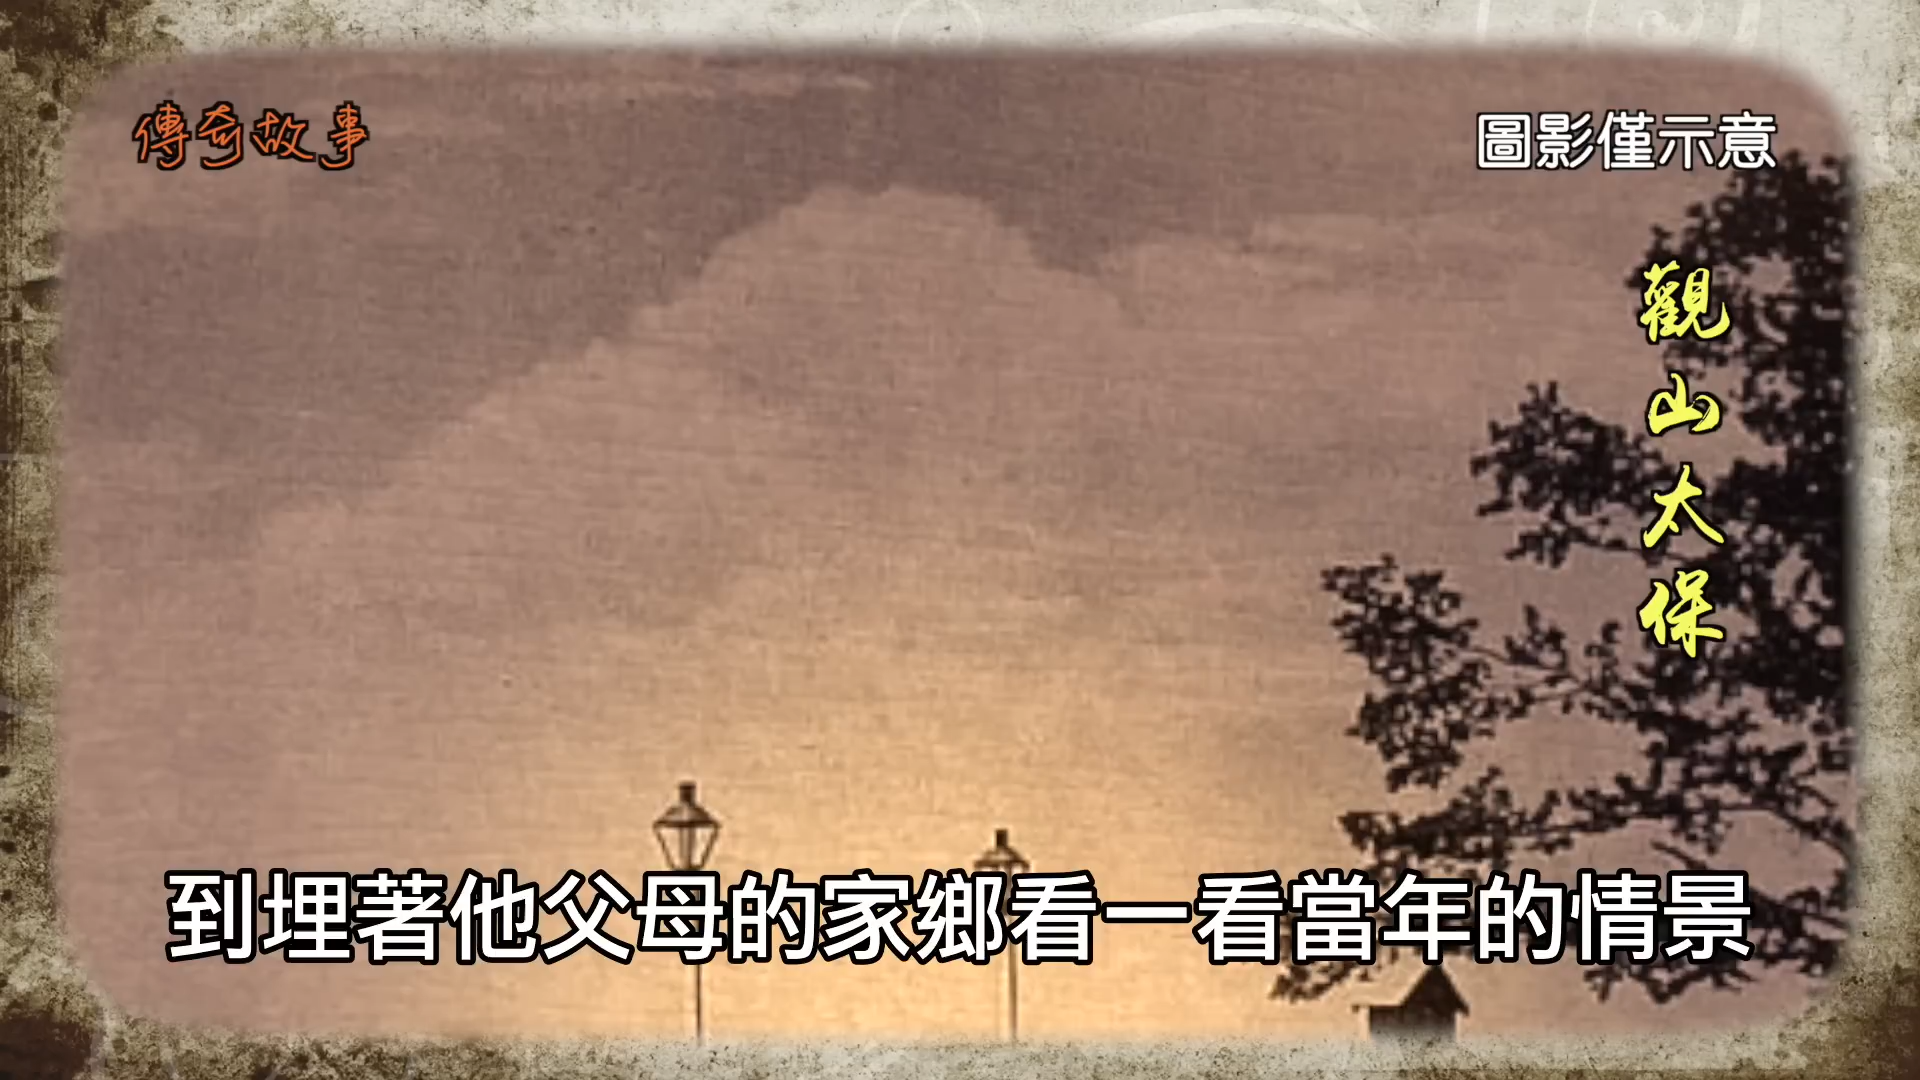 傳奇故事
圖影僅示意
觀山太保
到埋著他父母的家鄉看一看當年的情景